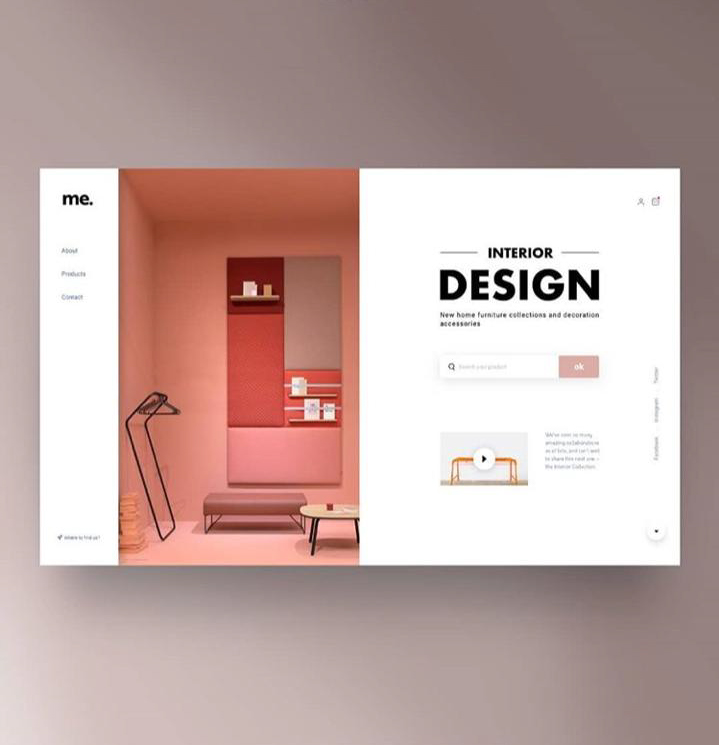 me.
About
Products
Contact
where to find us?
INTERIOR
DESIGN
New home furniture collections and decoration
accessories
Search your product
ok
We've seen so many
amazing collaborations
as of late, and can't wait
to share this next one –
the Interior Collection.
Twitter
Instagram
Facebook